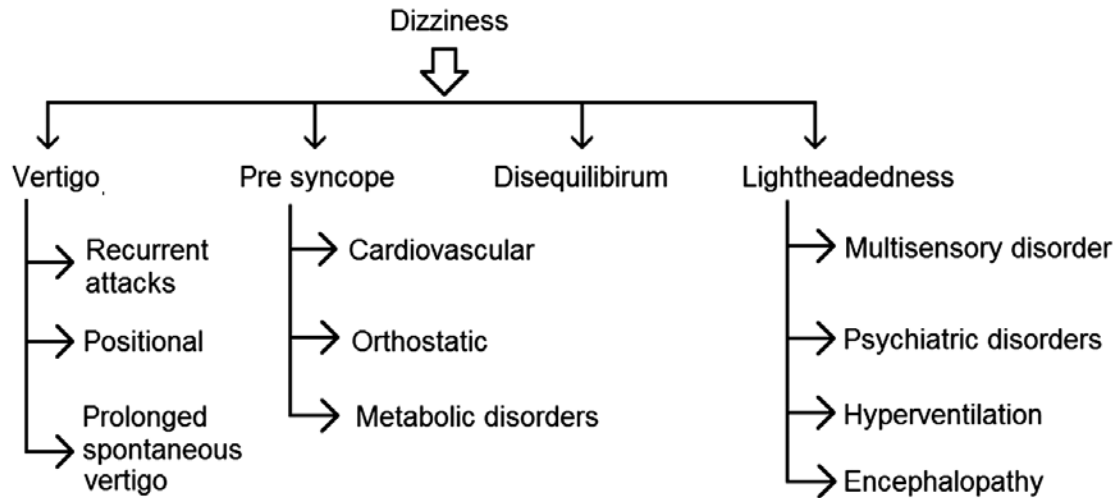 Dizziness
Vertigo
Pre syncope
Disequilibirum
Lightheadedness
Recurrent
attacks
Positional
Prolonged
spontaneous
vertigo
Cardiovascular
Orthostatic
Metabolic disorders
Multisensory disorder
Psychiatric disorders
Hyperventilation
Encephalopathy